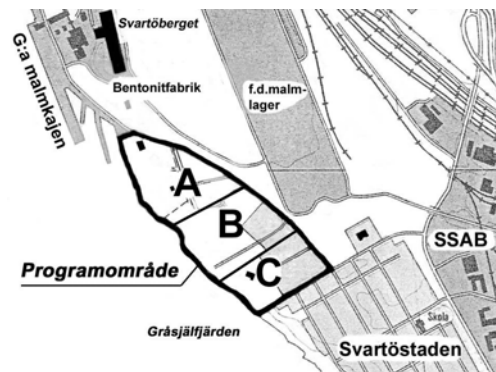 Svartöberget
G:a malmkajen
Bentonitfabrik
f.d.malm-
lager
A
B
C
SSAB
Programområde
Gråsjälfjärden
Skola
Svartöstaden